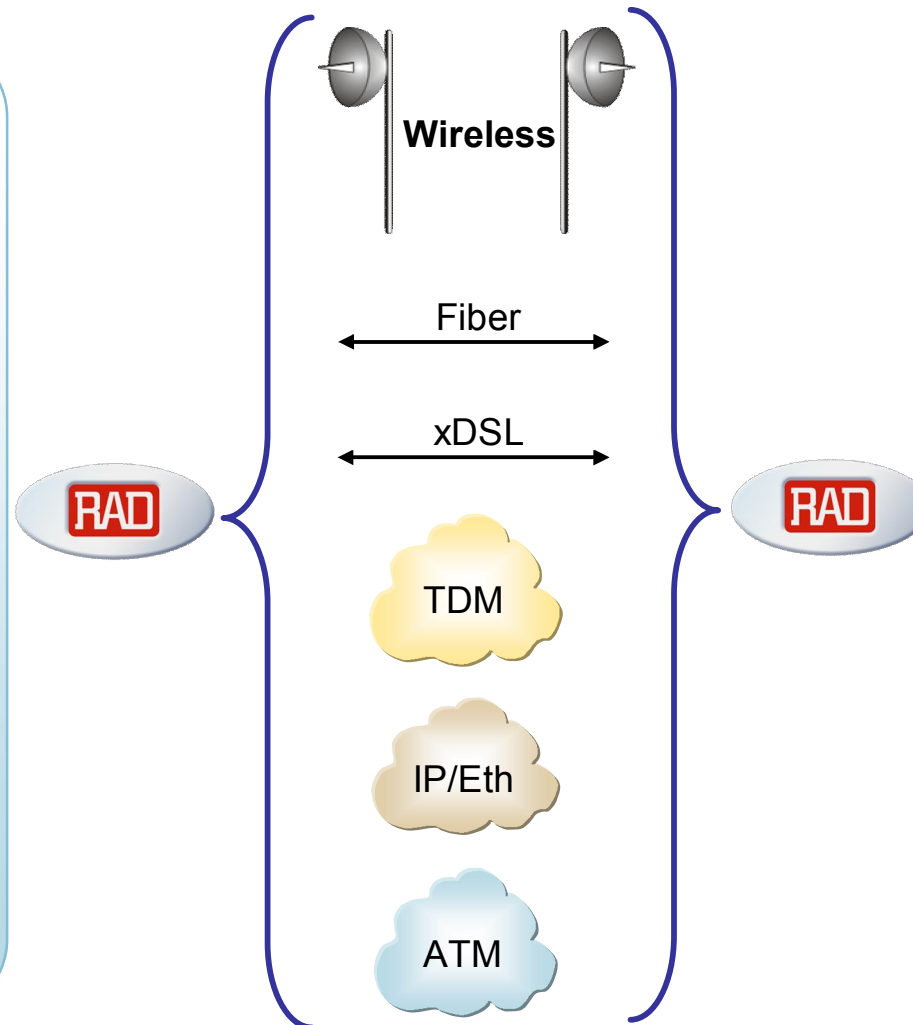 Wireless
Fiber
xDSL
RAD
RAD
TDM
IP/Eth
ATM